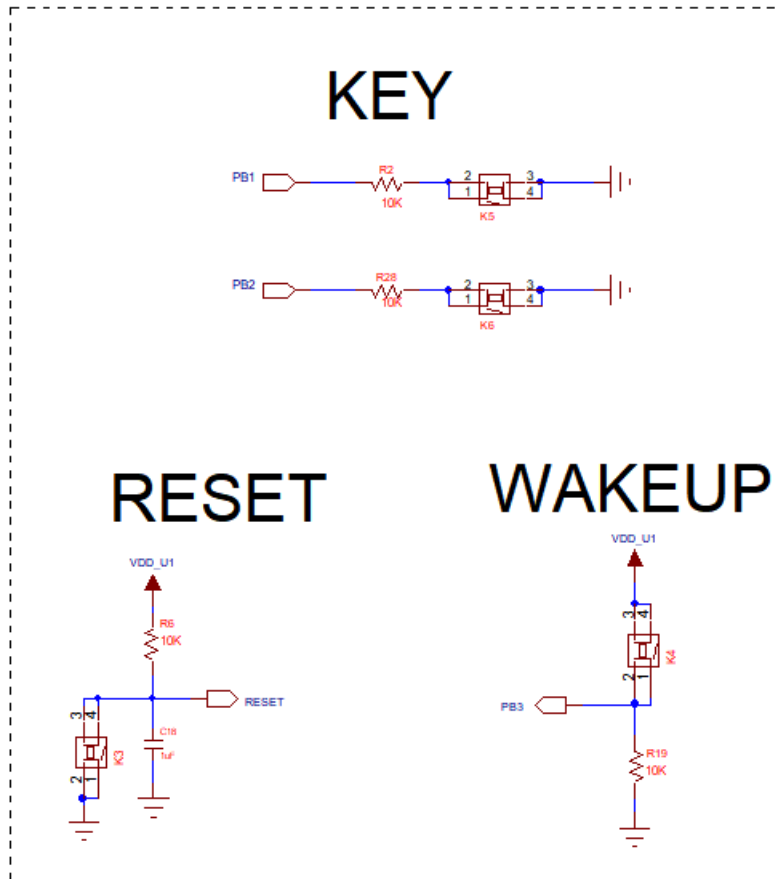 KEY
PB1
R2
10K
2
1
3
4
K5
PB2
R28
10K
2
1
3
4
K6
RESET
WAKEUP
VDD_U1
R6
10K
RESET
3
4
K3
2
1
C18
1uF
VDD_U1
3
4
K4
2
1
PB3
R19
10K